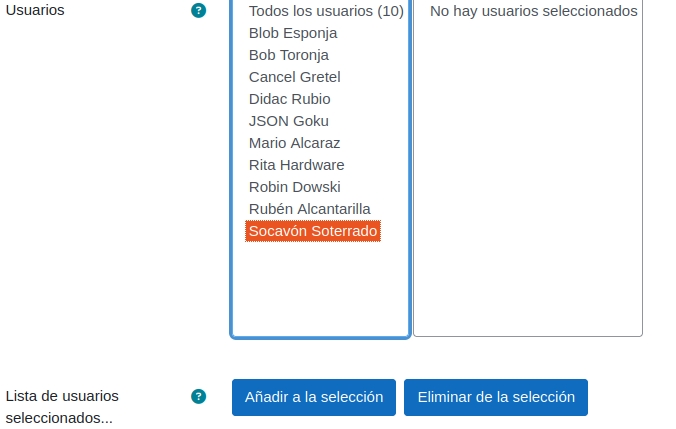 Usuarios
?
Todos los usuarios (10)
Blob Esponja
Bob Toronja
Cancel Gretel
Didac Rubio
JSON Goku
Mario Alcaraz
Rita Hardware
Robin Dowski
Rubén Alcantarilla
Socavón Soterrado
No hay usuarios seleccionados
Lista de usuarios
seleccionados...
?
Añadir a la selección
Eliminar de la selección